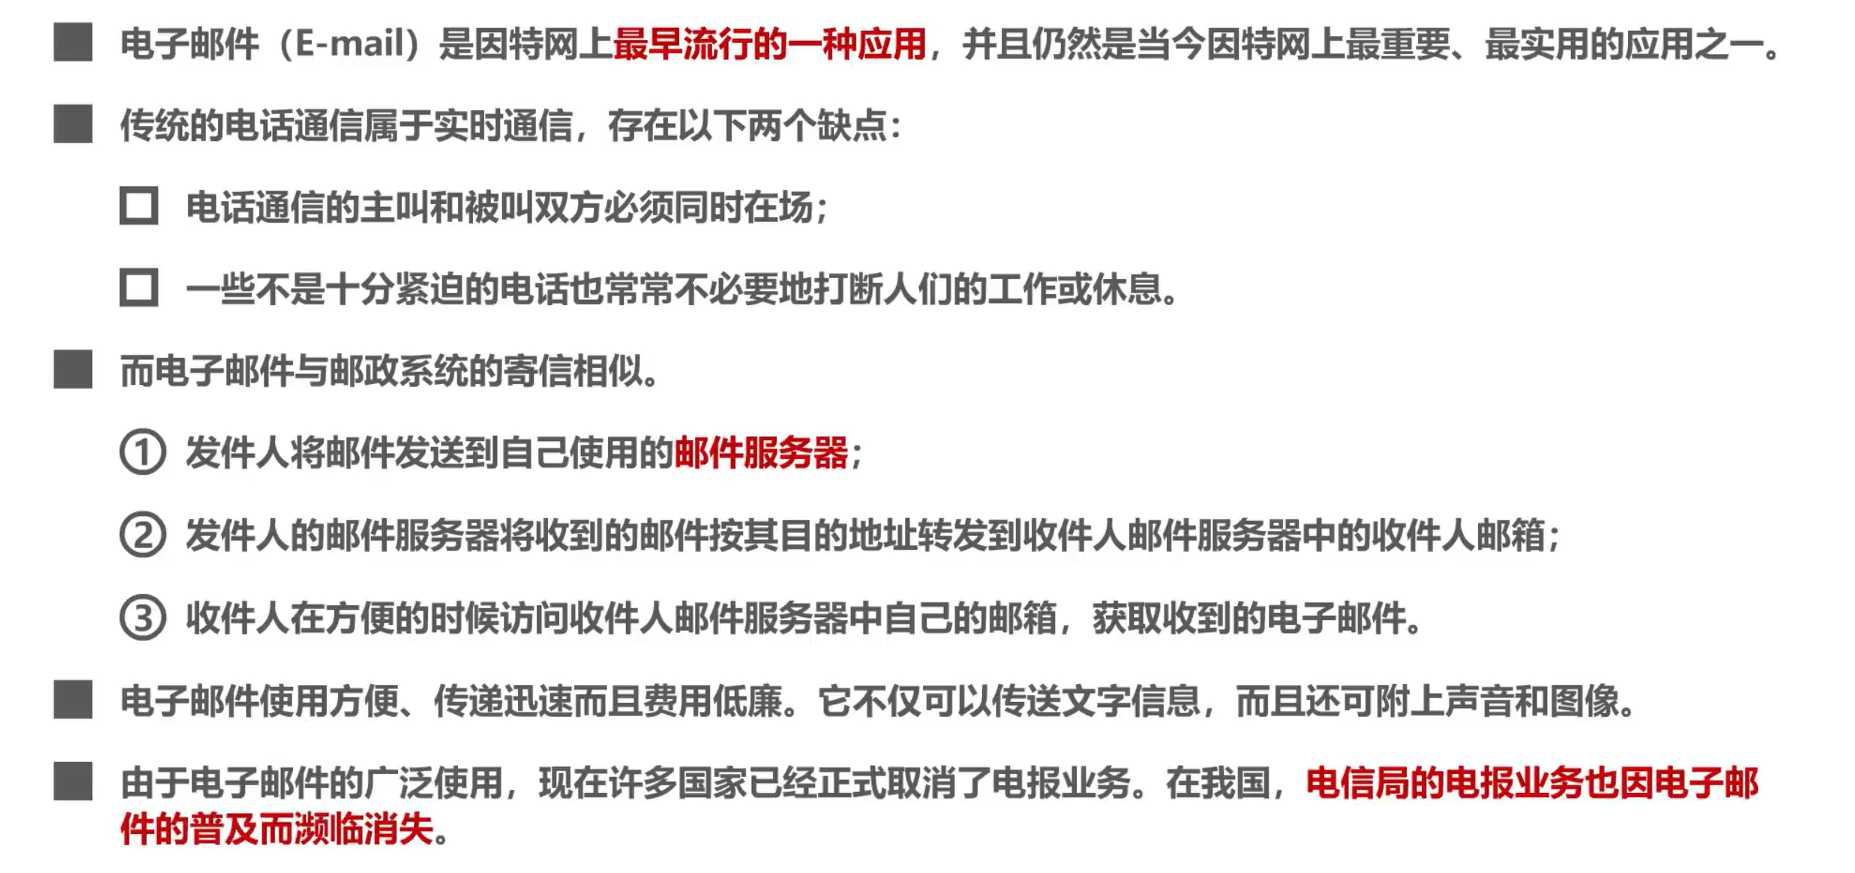 电子邮件（E-mail）是因特网上最早流行的一种应用，并且仍然是当今因特网上最重要、最实用的应用之一。
传统的电话通信属于实时通信，存在以下两个缺点：
电话通信的主叫和被叫双方必须同时在场；
一些不是十分紧迫的电话也常常不必要地打断人们的工作或休息。
而电子邮件与邮政系统的寄信相似。
① 发件人将邮件发送到自己使用的邮件服务器；
② 发件人的邮件服务器将收到的邮件按其目的地址转发到收件人邮件服务器中的收件人邮箱；
③ 收件人在方便的时候访问收件人邮件服务器中自己的邮箱，获取收到的电子邮件。
电子邮件使用方便、传递迅速而且费用低廉。它不仅可以传送文字信息，而且还可附上声音和图像。
由于电子邮件的广泛使用，现在许多国家已经正式取消了电报业务。在我国，电信局的电报业务也因电子邮
件的普及而濒临消失。